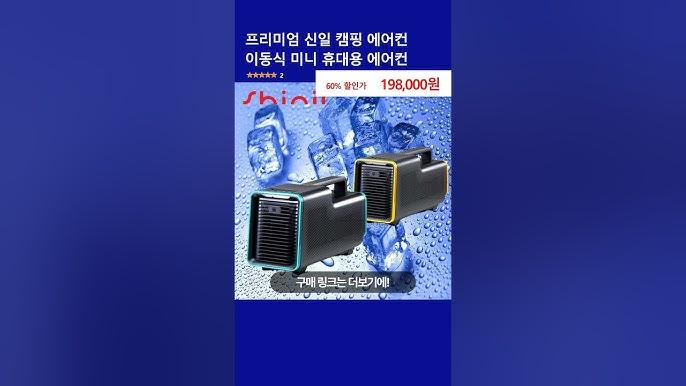 프리미엄 신일 캠핑 에어컨
이동식 미니 휴대용 에어컨
★★★★★ 2
60% 할인가 198,000원
구매 링크는 더보기에!